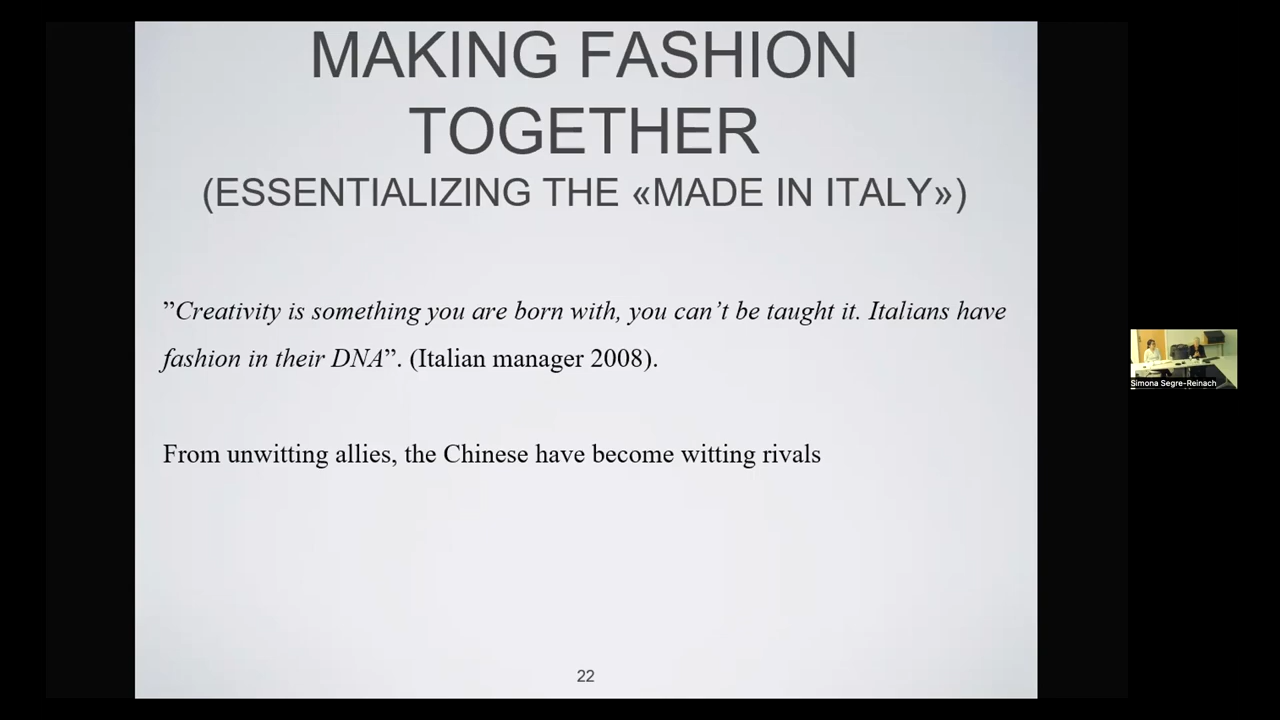 MAKING FASHION
TOGETHER
(ESSENTIALIZING THE «MADE IN ITALY»)
”Creativity is something you are born with, you can’t be taught it. Italians have
fashion in their DNA”. (Italian manager 2008).
From unwitting allies, the Chinese have become witting rivals
22
Simona Segre-Reinach